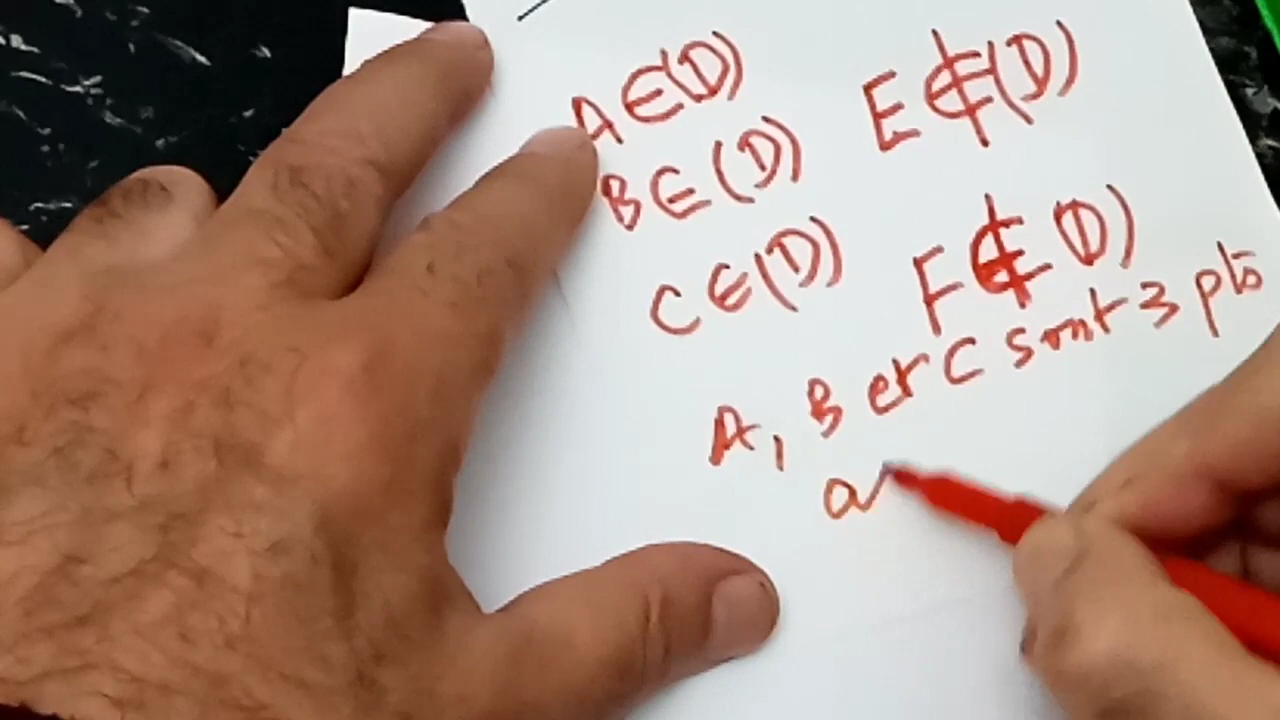 A∈(D) E∉(D)
B∈(D)
C∈(D) F∉(D)
A, B et C sont 3 pts
a